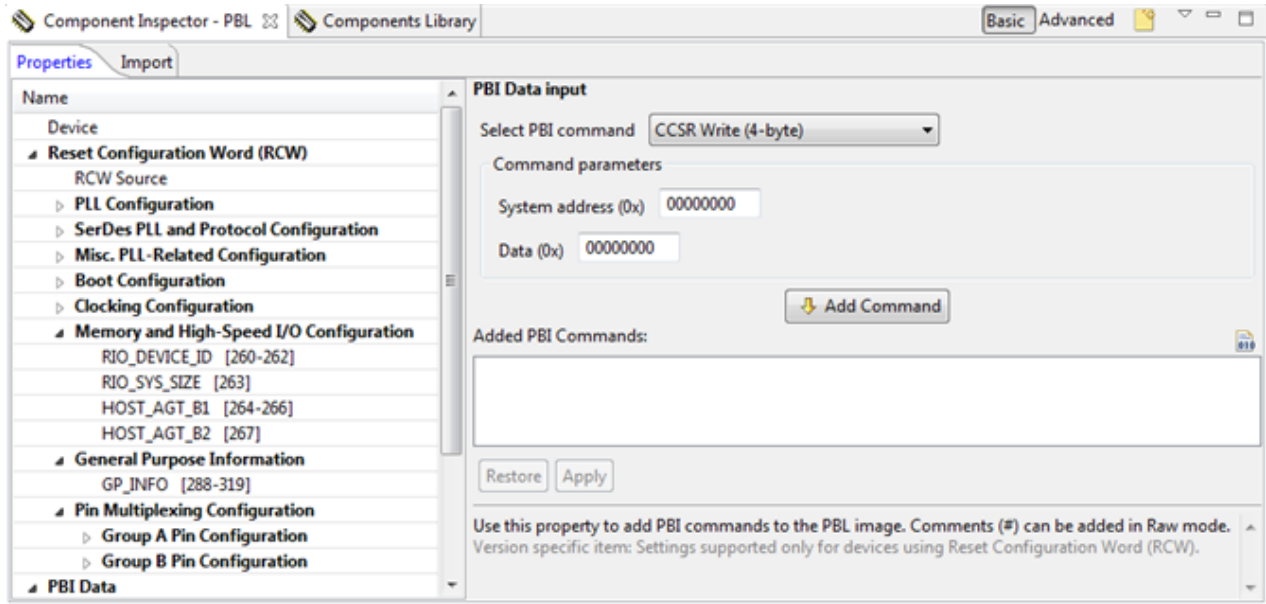 Component Inspector - PBL
Components Library
Basic Advanced
Properties Import
Name
Device
Reset Configuration Word (RCW)
RCW Source
PLL Configuration
SerDes PLL and Protocol Configuration
Misc. PLL-Related Configuration
Boot Configuration
Clocking Configuration
Memory and High-Speed I/O Configuration
RIO_DEVICE_ID [260-262]
RIO_SYS_SIZE [263]
HOST_AGT_B1 [264-266]
HOST_AGT_B2 [267]
General Purpose Information
GP_INFO [288-319]
Pin Multiplexing Configuration
Group A Pin Configuration
Group B Pin Configuration
PBI Data
PBI Data input
Select PBI command CCSR Write (4-byte)
Command parameters
System address (0x) 00000000
Data (0x) 00000000
Add Command
Added PBI Commands:
010
Restore Apply
Use this property to add PBI commands to the PBL image. Comments (#) can be added in Raw mode.
Version specific item: Settings supported only for devices using Reset Configuration Word (RCW).